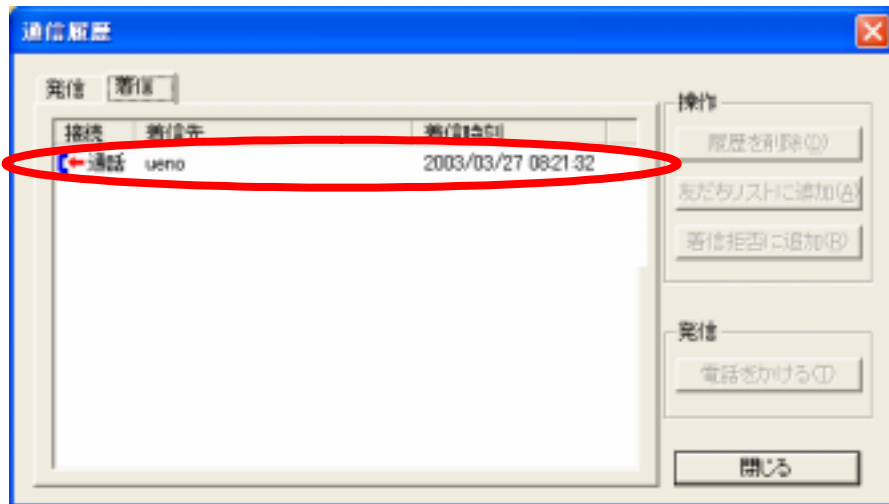 通信履歴
発信 着信
接続 着信先 着信時刻
通話 ueno 2003/03/27 08:21:32
操作
履歴を削除(D)
友だちリストに追加(A)
着信拒否に追加(R)
発信
電話をかける(T)
閉じる